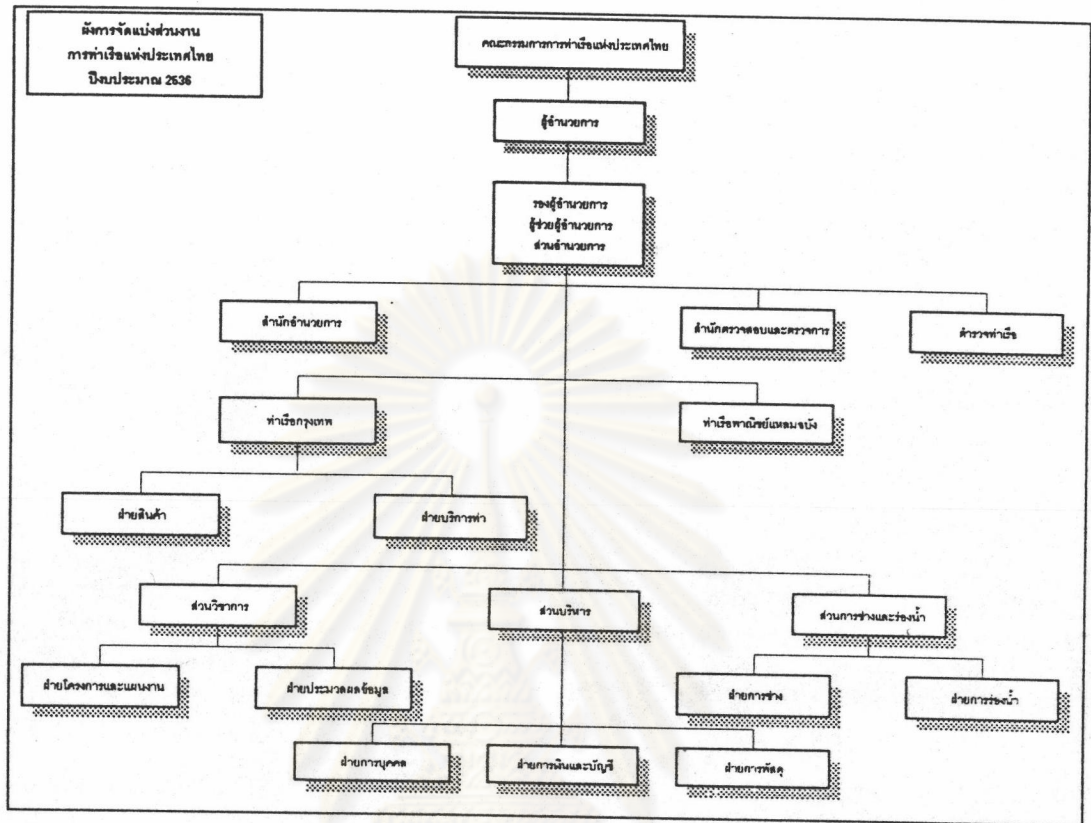 ผังการจัดแบ่งส่วนงาน
การท่าเรือแห่งประเทศไทย
ปีงบประมาณ 2536
คณะกรรมการการท่าเรือแห่งประเทศไทย
ผู้อำนวยการ
รองผู้อำนวยการ
ผู้ช่วยผู้อำนวยการ
ส่วนอำนวยการ
สำนักอำนวยการ
สำนักตรวจสอบและตรวจการ
ตำรวจท่าเรือ
ท่าเรือกรุงเทพ
ท่าเรือพาณิชย์แหลมฉบัง
ฝ่ายสินค้า
ฝ่ายบริการท่า
ส่วนวิชาการ
ส่วนบริหาร
ส่วนการช่างและร่องน้ำ
ฝ่ายโครงการและแผนงาน
ฝ่ายประมวลผลข้อมูล
ฝ่ายการช่าง
ฝ่ายการร่องน้ำ
ฝ่ายการบุคคล
ฝ่ายการเงินและบัญชี
ฝ่ายการพัสดุ